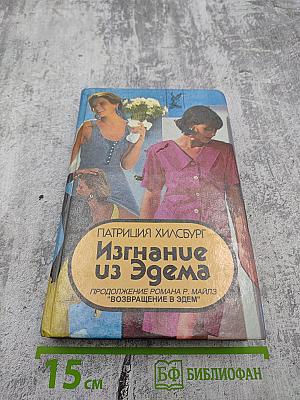 ПАТРИЦИЯ ХИЛСБУРГ
Изгнание
из Эдема
ПРОДОЛЖЕНИЕ РОМАНА Р. МАЙЛЗ
"ВОЗВРАЩЕНИЕ В ЭДЕМ"
15 см
БФ БИБЛИОФАН